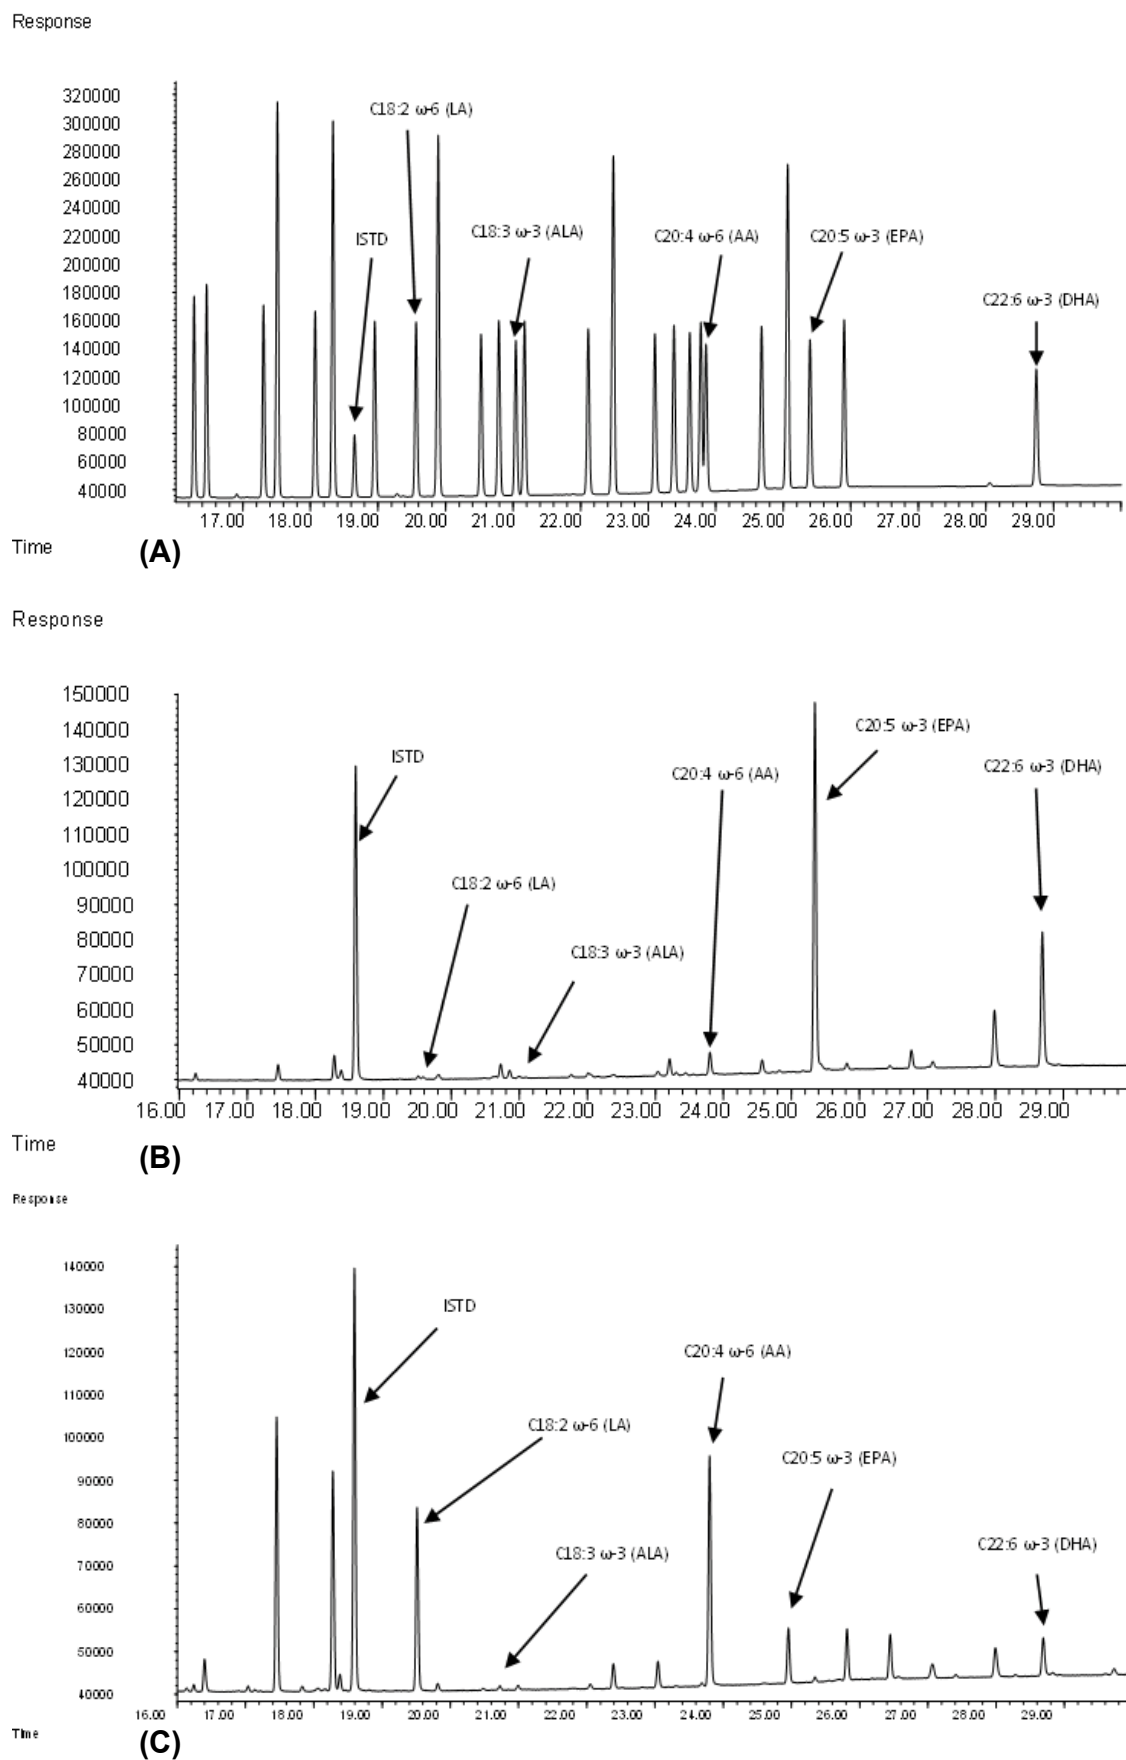 Response
320000
300000
280000
260000
240000
220000
200000
180000
160000
140000
120000
100000
80000
60000
40000
C18:2 ω-6 (LA)
ISTD
C18:3 ω-3 (ALA)
C20:4 ω-6 (AA)
C20:5 ω-3 (EPA)
C22:6 ω-3 (DHA)
17.00 18.00 19.00 20.00 21.00 22.00 23.00 24.00 25.00 26.00 27.00 28.00 29.00
Time
(A)
Response
150000
140000
130000
120000
110000
100000
90000
80000
70000
60000
50000
40000
ISTD
C18:2 ω-6 (LA)
C18:3 ω-3 (ALA)
C20:4 ω-6 (AA)
C20:5 ω-3 (EPA)
C22:6 ω-3 (DHA)
16.00 17.00 18.00 19.00 20.00 21.00 22.00 23.00 24.00 25.00 26.00 27.00 28.00 29.00
Time
(B)
Response
140000
130000
120000
110000
100000
90000
80000
70000
60000
50000
40000
ISTD
C18:2 ω-6 (LA)
C18:3 ω-3 (ALA)
C20:4 ω-6 (AA)
C20:5 ω-3 (EPA)
C22:6 ω-3 (DHA)
16.00 17.00 18.00 19.00 20.00 21.00 22.00 23.00 24.00 25.00 26.00 27.00 28.00 29.00
Time
(C)